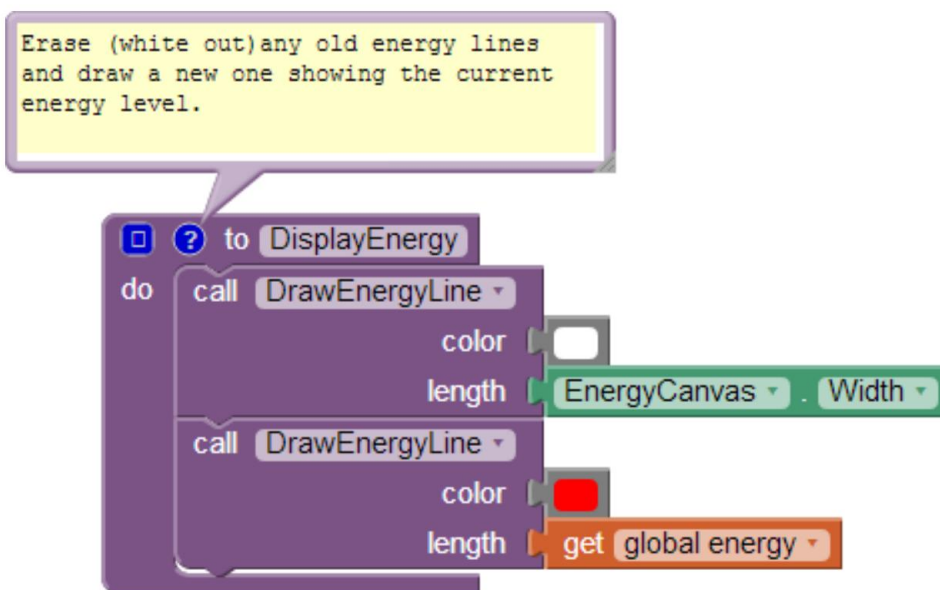 Erase (white out)any old energy lines
and draw a new one showing the current
energy level.
? to DisplayEnergy
do call DrawEnergyLine
color
length EnergyCanvas . Width
call DrawEnergyLine
color
length get global energy